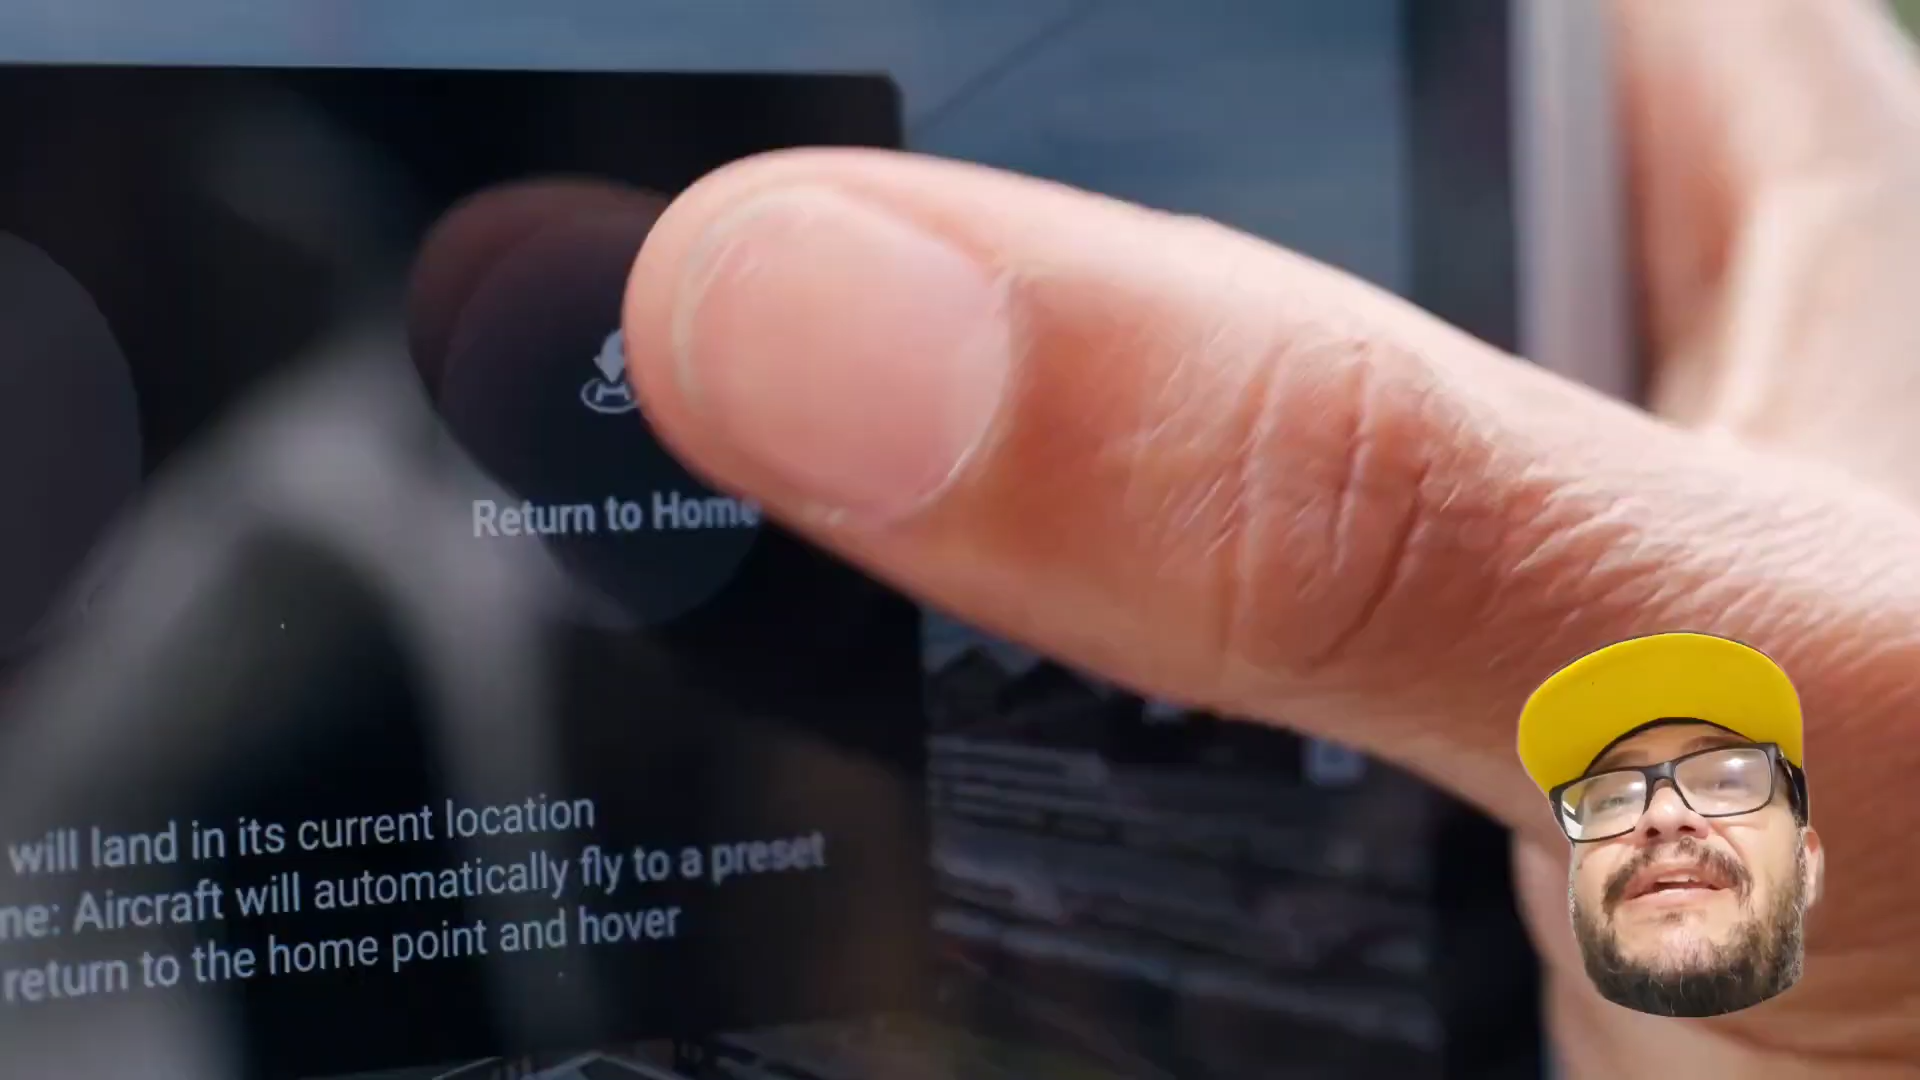 Return to Home
will land in its current location
ne: Aircraft will automatically fly to a preset
return to the home point and hover